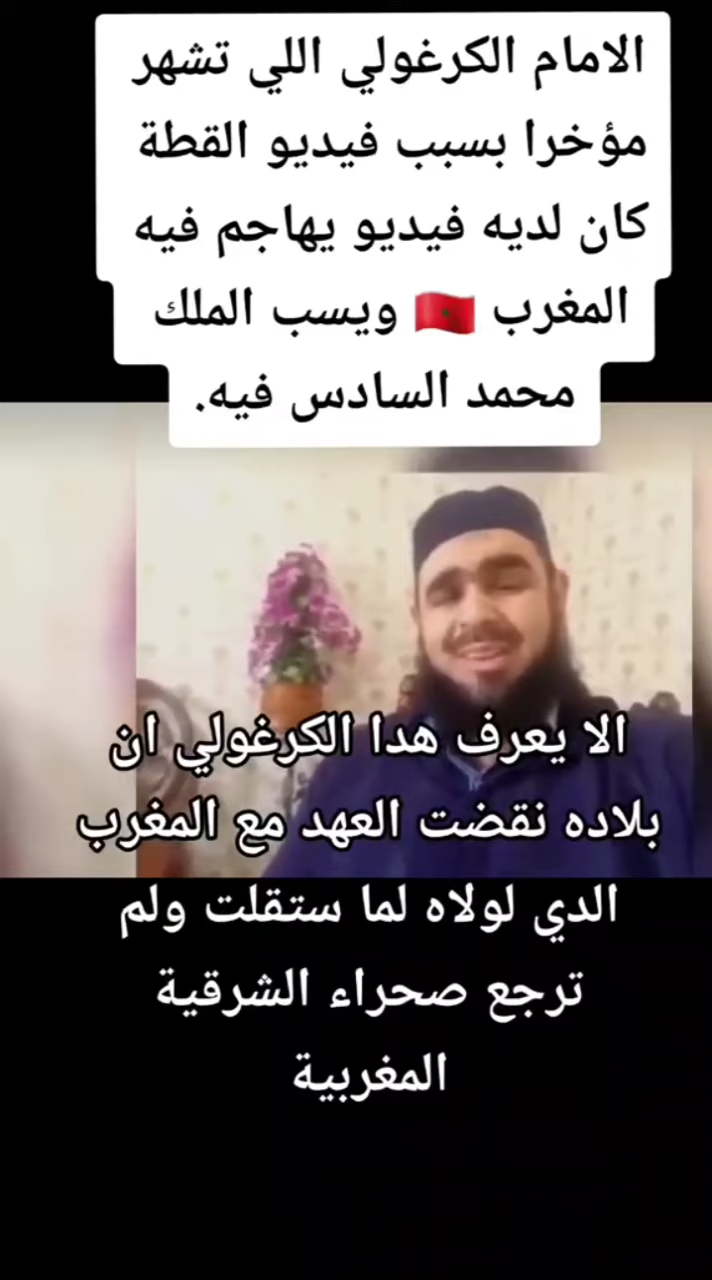 الامام الكرغولي اللي تشهر
مؤخرا بسبب فيديو القطة
كان لديه فيديو يهاجم فيه
المغرب 🇲🇦 ويسب الملك
محمد السادس فيه.
الا يعرف هدا الكرغولي ان
بلاده نقضت العهد مع المغرب
الدي لولاه لما ستقلت ولم
ترجع صحراء الشرقية
المغربية